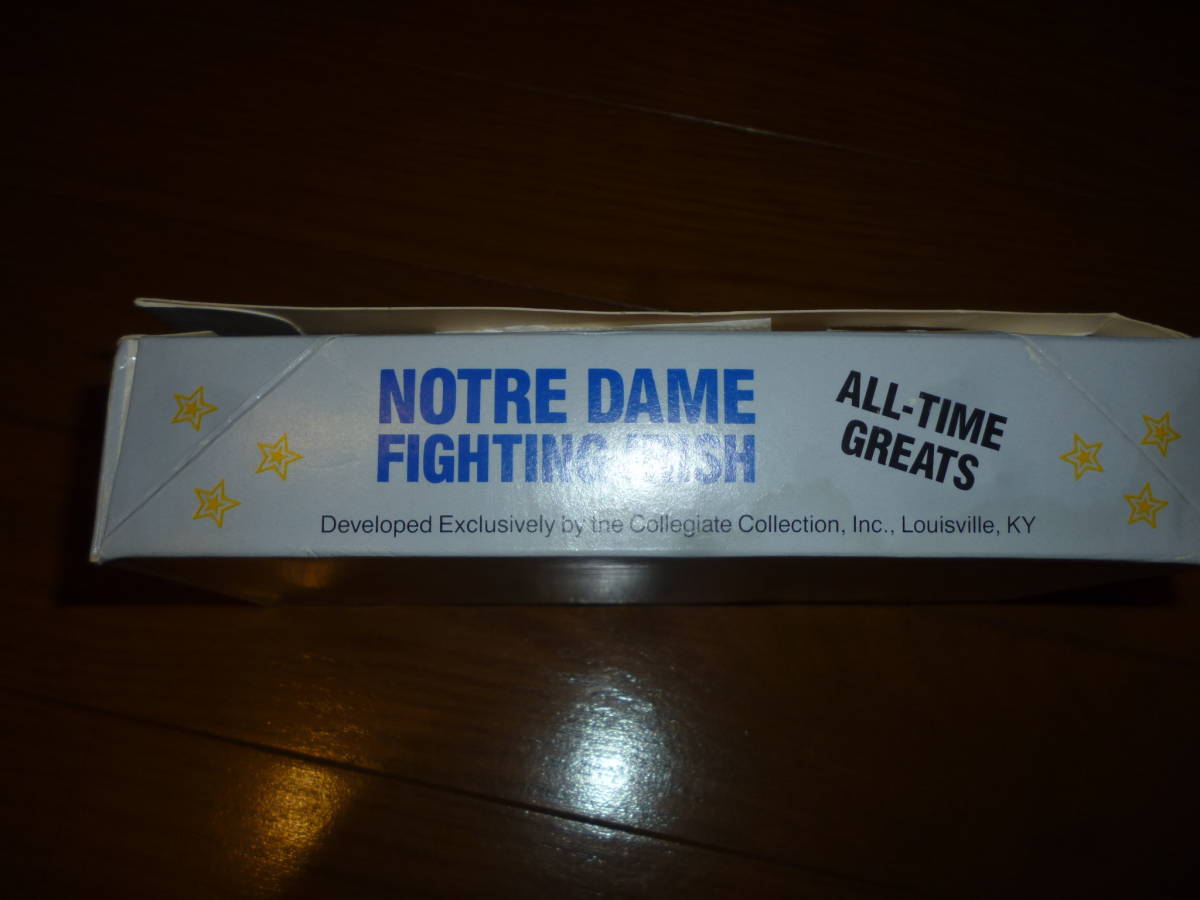 NOTRE DAME
FIGHTING IRISH
ALL-TIME
GREATS
Developed Exclusively by the Collegiate Collection, Inc., Louisville, KY